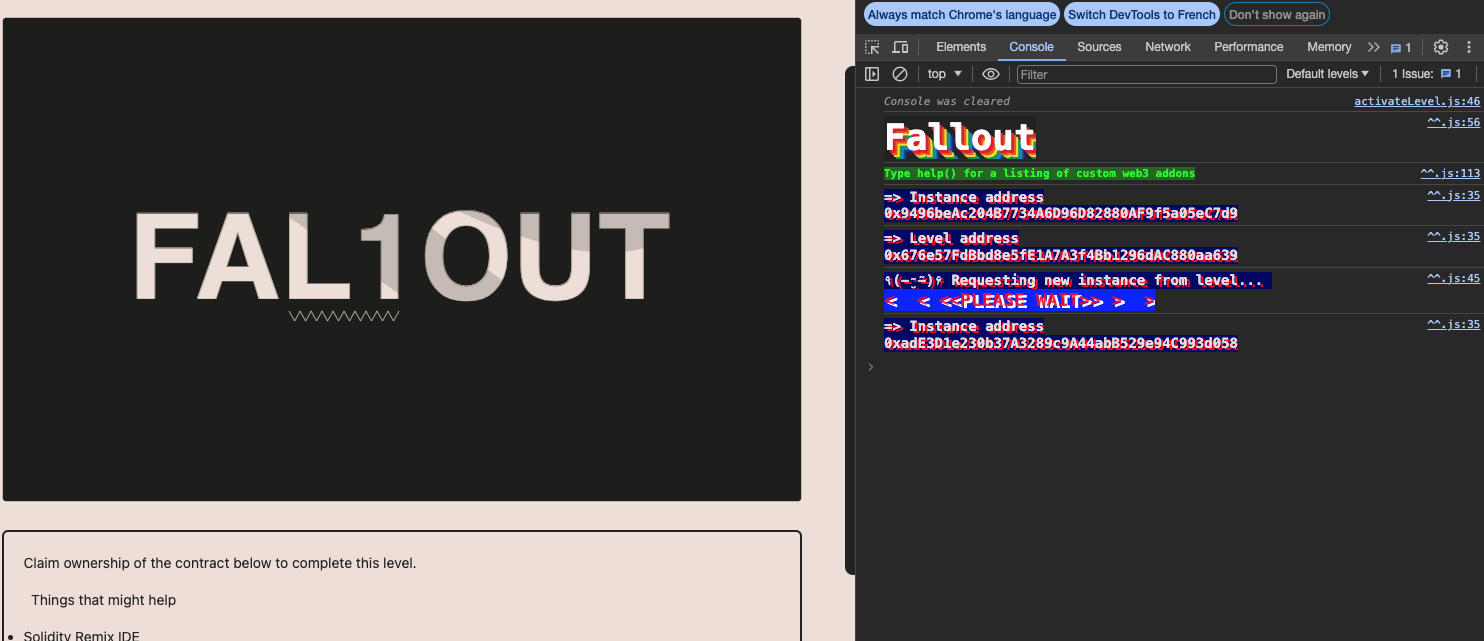 FAL1OUT
Claim ownership of the contract below to complete this level.
Things that might help
Solidity Remix IDE
Always match Chrome's language Switch DevTools to French Don't show again
Elements Console Sources Network Performance Memory 1
top Filter Default levels 1 Issue: 1
Console was cleared activateLevel.js:46
Fallout ^^.js:56
Type help() for a listing of custom web3 addons ^^.js:113
=> Instance address ^^.js:35
0x9496beAc204B7734A6D96D82880AF9f5a05eC7d9
=> Level address ^^.js:35
0x676e57FdBbd8e5fE1A7A3f4Bb1296dAC880aa639
Requesting new instance from level... ^^.js:45
< < <<PLEASE WAIT>> > >
=> Instance address ^^.js:35
0xadE3D1e230b37A3289c9A44abB529e94C993d058